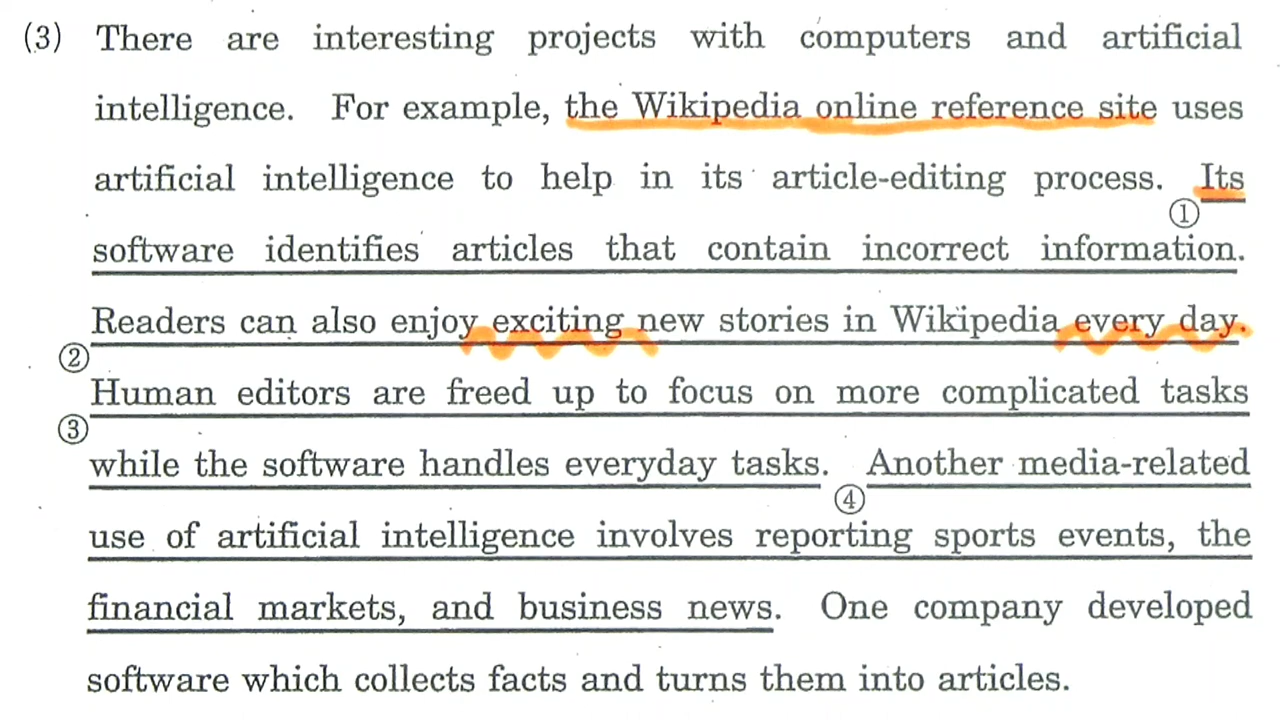 (3) There are interesting projects with computers and artificial
intelligence. For example, the Wikipedia online reference site uses
artificial intelligence to help in its article-editing process. Its
①
software identifies articles that contain incorrect information.
Readers can also enjoy exciting new stories in Wikipedia every day.
②
Human editors are freed up to focus on more complicated tasks
③
while the software handles everyday tasks. Another media-related
④
use of artificial intelligence involves reporting sports events, the
financial markets, and business news. One company developed
software which collects facts and turns them into articles.